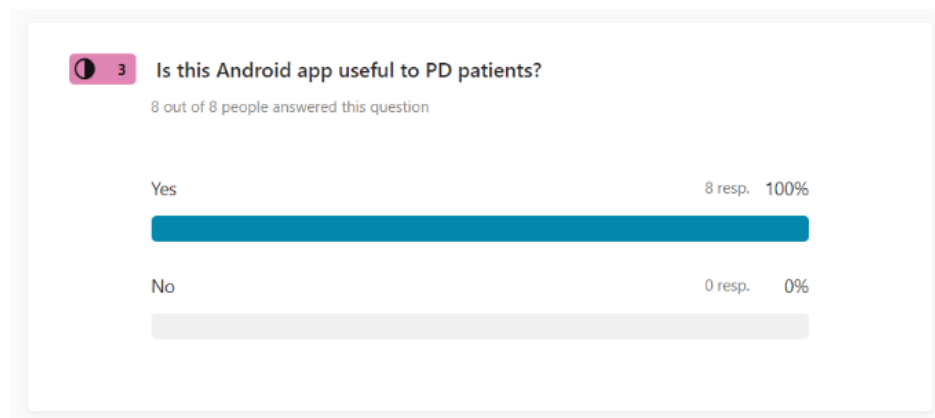 3 Is this Android app useful to PD patients?
8 out of 8 people answered this question
Yes 8 resp. 100%
No 0 resp. 0%